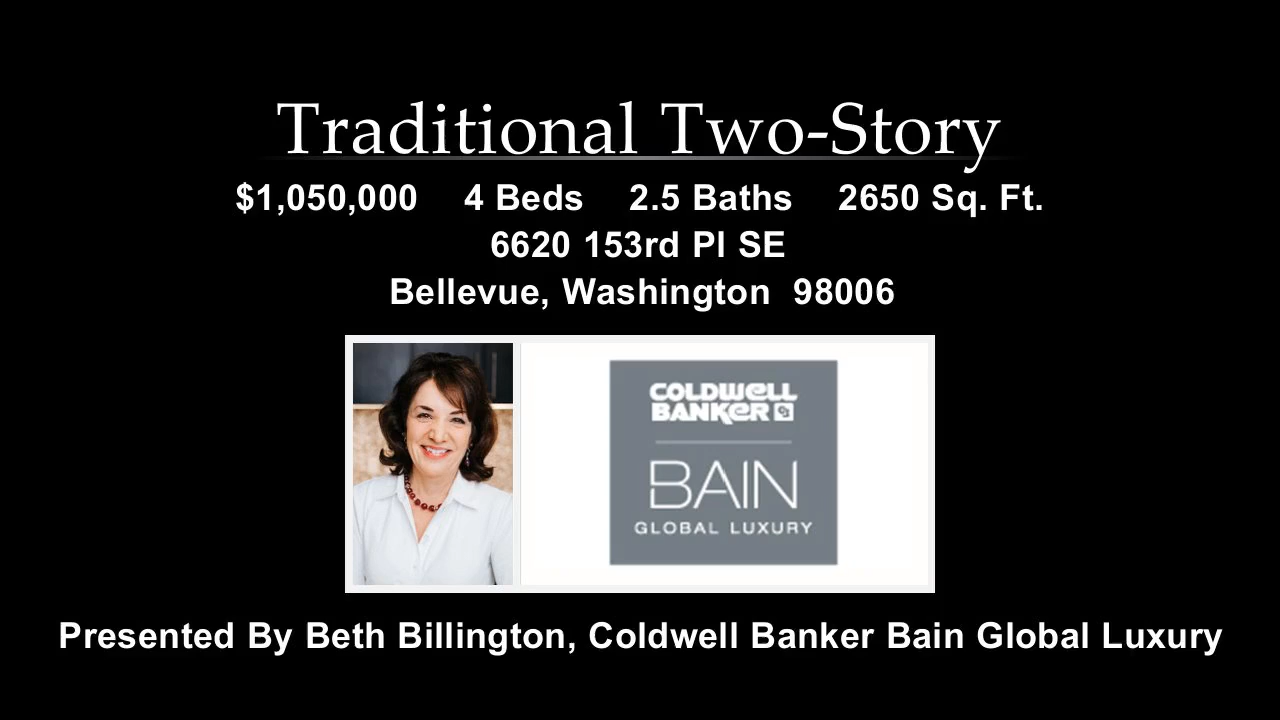 Traditional Two-Story
$1,050,000 4 Beds 2.5 Baths 2650 Sq. Ft.
6620 153rd Pl SE
Bellevue, Washington 98006
COLDWELL
BANKER
BAIN
GLOBAL LUXURY
Presented By Beth Billington, Coldwell Banker Bain Global Luxury